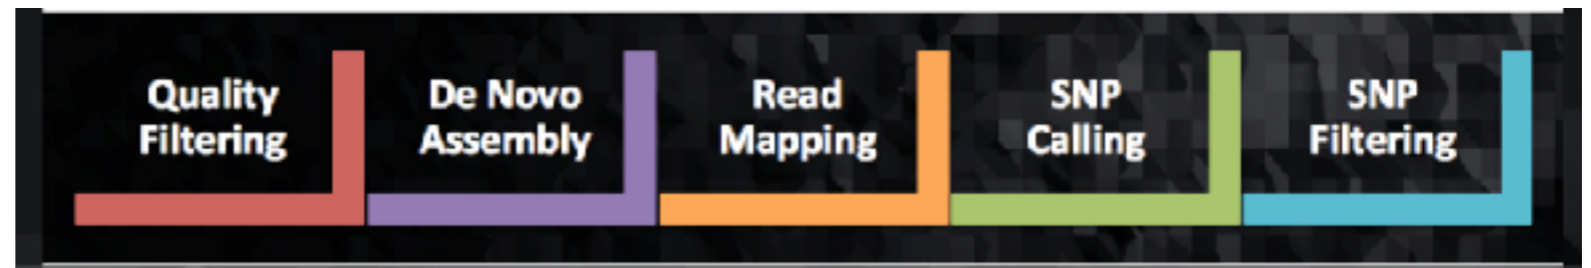 Quality
Filtering
De Novo
Assembly
Read
Mapping
SNP
Calling
SNP
Filtering